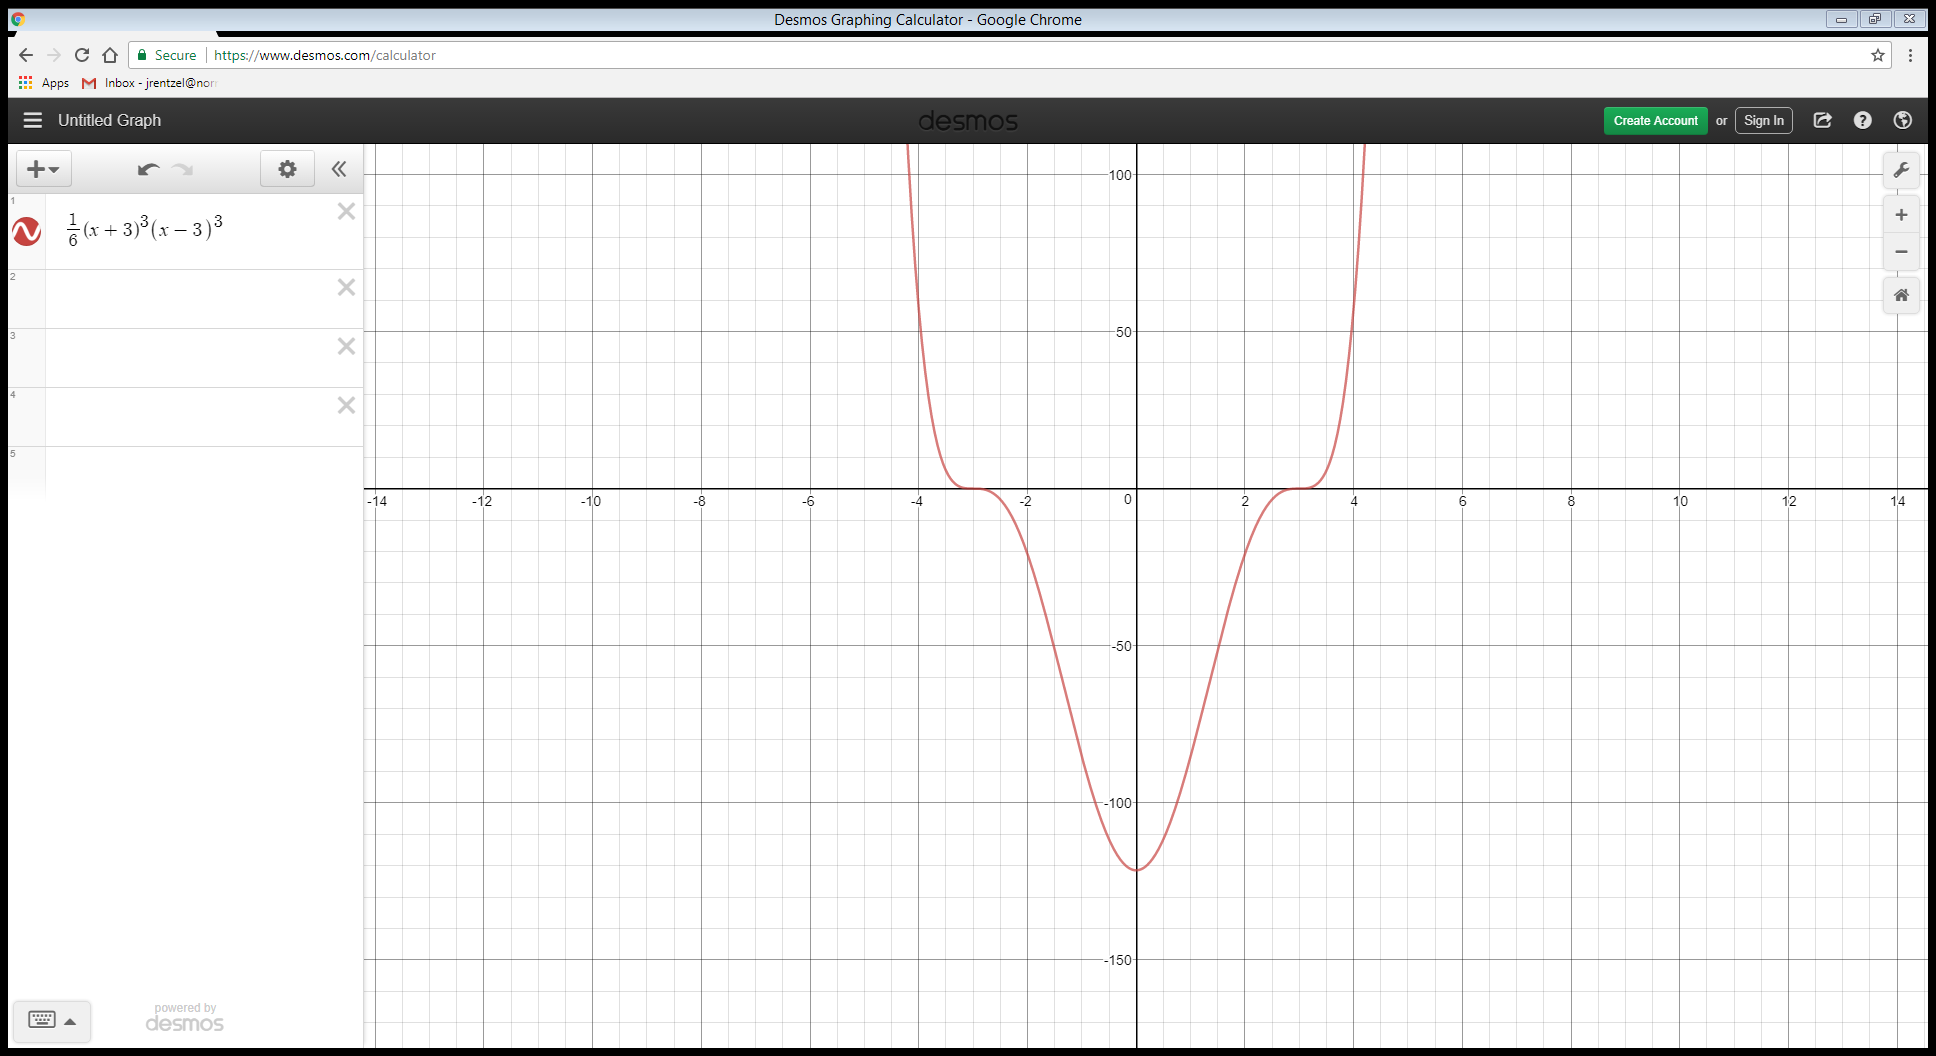 Desmos Graphing Calculator - Google Chrome
Secure https://www.desmos.com/calculator
Apps Inbox - jrentzel@nor
Untitled Graph desmos Create Account or Sign In
1
1/6(x + 3)^3(x − 3)^3
2
3
4
5
100
50
-14 -12 -10 -8 -6 -4 -2 0 2 4 6 8 10 12 14
-50
-100
-150
powered by
desmos